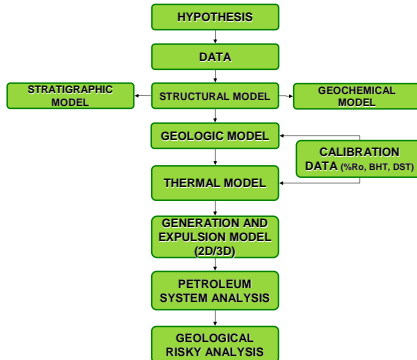 HYPOTHESIS
DATA
STRATIGRAPHIC
MODEL
STRUCTURAL MODEL
GEOCHEMICAL
MODEL
GEOLOGIC MODEL
CALIBRATION
DATA (%Ro, BHT, DST)
THERMAL MODEL
GENERATION AND
EXPULSION MODEL
(2D/3D)
PETROLEUM
SYSTEM ANALYSIS
GEOLOGICAL
RISKY ANALYSIS